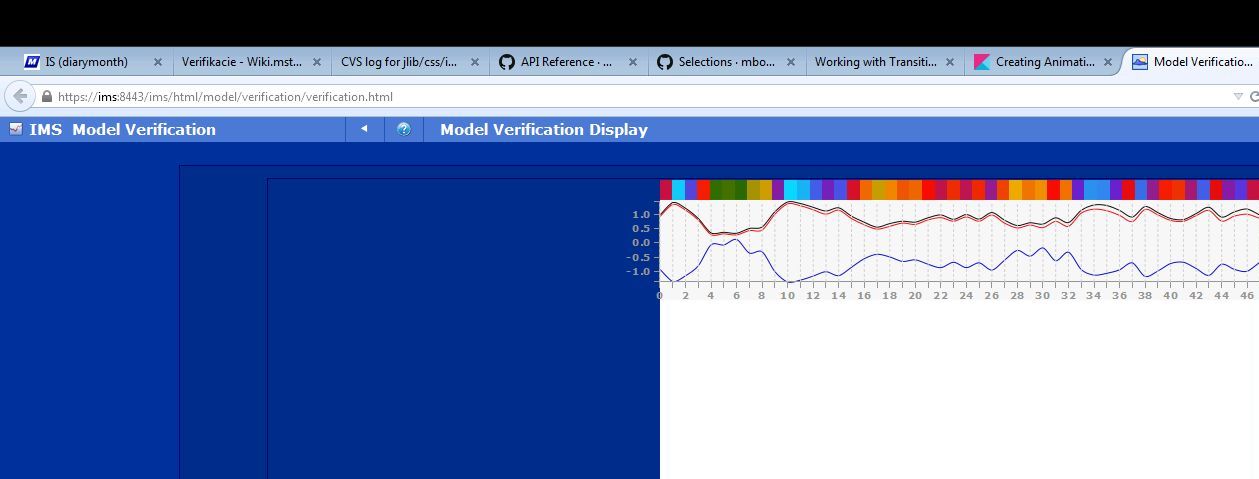 IS (diarymonth)
Verifikacie - Wiki.mst...
CVS log for jlib/css/i...
API Reference · ...
Selections · mbo...
Working with Transiti...
Creating Animati...
Model Verificatio...
https://ims:8443/ims/html/model/verification/verification.html
IMS Model Verification
Model Verification Display
1.0
0.5
0.0
-0.5
-1.0
0 2 4 6 8 10 12 14 16 18 20 22 24 26 28 30 32 34 36 38 40 42 44 46